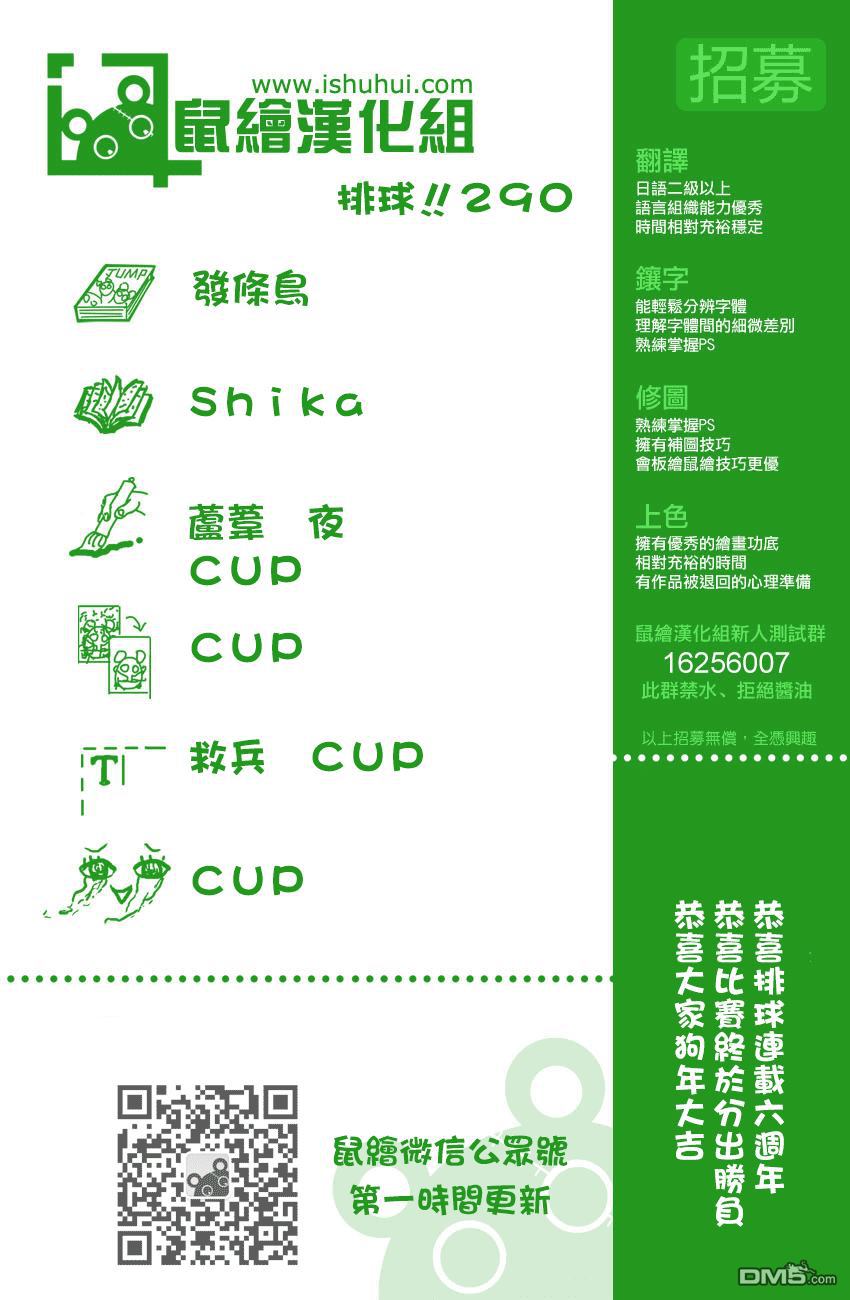 www.ishuhui.com
鼠繪漢化組
排球!!290
JUMP
發條鳥
Shika
蘆葦 夜
cup
cup
T
救兵 cup
cup
鼠繪微信公眾號
第一時間更新
招募
翻譯
日語二級以上
語言組織能力優秀
時間相對充裕穩定
鑲字
能輕鬆分辨字體
理解字體間的細微差別
熟練掌握PS
修圖
熟練掌握PS
擁有補圖技巧
會板繪鼠繪技巧更優
上色
擁有優秀的繪畫功底
相對充裕的時間
有作品被退回的心理準備
鼠繪漢化組新人測試群
16256007
此群禁水、拒絕醬油
以上招募無償，全憑興趣
恭喜排球連載六週年
恭喜比賽終於分出勝負
恭喜大家狗年大吉
DM5.com